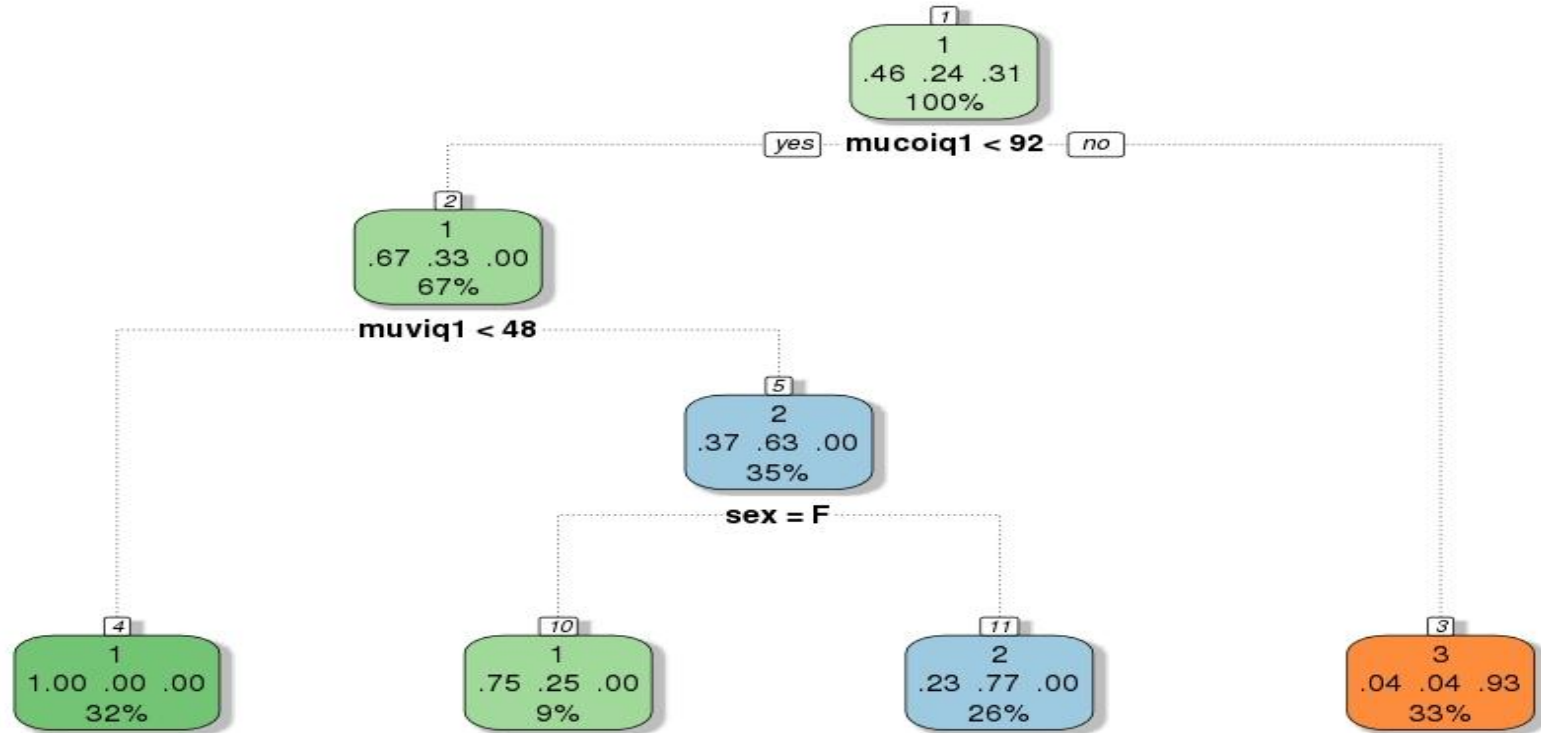 1
1
.46 .24 .31
100%
yes mucoiq1 < 92 no
2
1
.67 .33 .00
67%
muviq1 < 48
5
2
.37 .63 .00
35%
sex = F
4
1
1.00 .00 .00
32%
10
1
.75 .25 .00
9%
11
2
.23 .77 .00
26%
3
3
.04 .04 .93
33%